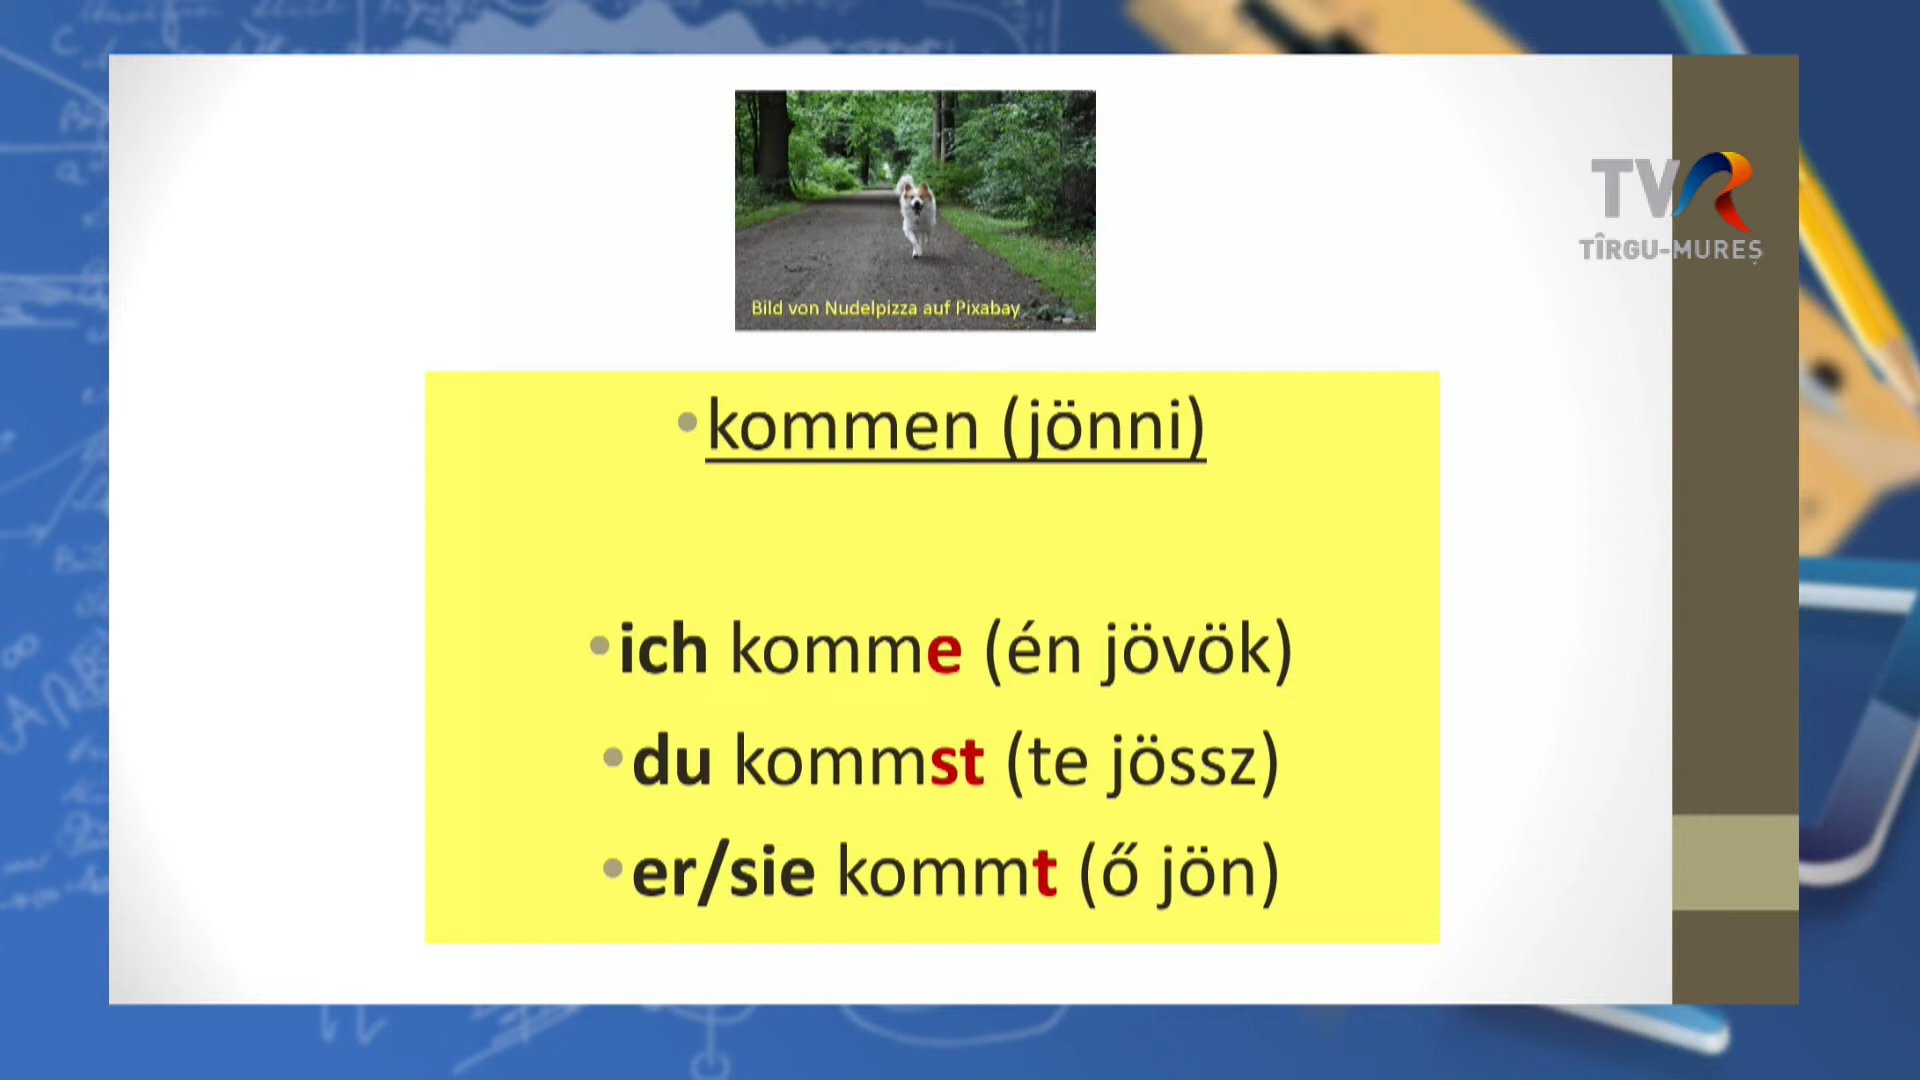 TVR
TÎRGU-MUREȘ
Bild von Nudelpizza auf Pixabay
•kommen (jönni)
•ich komme (én jövök)
•du kommst (te jössz)
•er/sie kommt (ő jön)